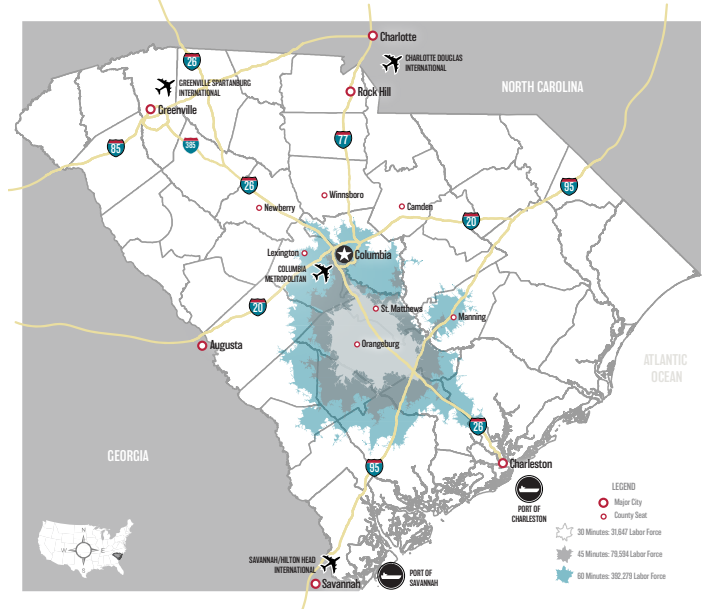 Charlotte
CHARLOTTE DOUGLAS
INTERNATIONAL
26
GREENVILLE SPARTANBURG
INTERNATIONAL
Rock Hill
NORTH CAROLINA
Greenville
77
85
385
26
95
Winnsboro
Newberry
Camden
20
Lexington
Columbia
COLUMBIA
METROPOLITAN
20
St. Matthews
Manning
Augusta
Orangeburg
ATLANTIC
OCEAN
26
GEORGIA
95
Charleston
PORT OF
CHARLESTON
LEGEND
Major City
County Seat
30 Minutes: 31,647 Labor Force
45 Minutes: 79,594 Labor Force
60 Minutes: 392,279 Labor Force
N
W
E
S
SAVANNAH/HILTON HEAD
INTERNATIONAL
Savannah
PORT OF
SAVANNAH